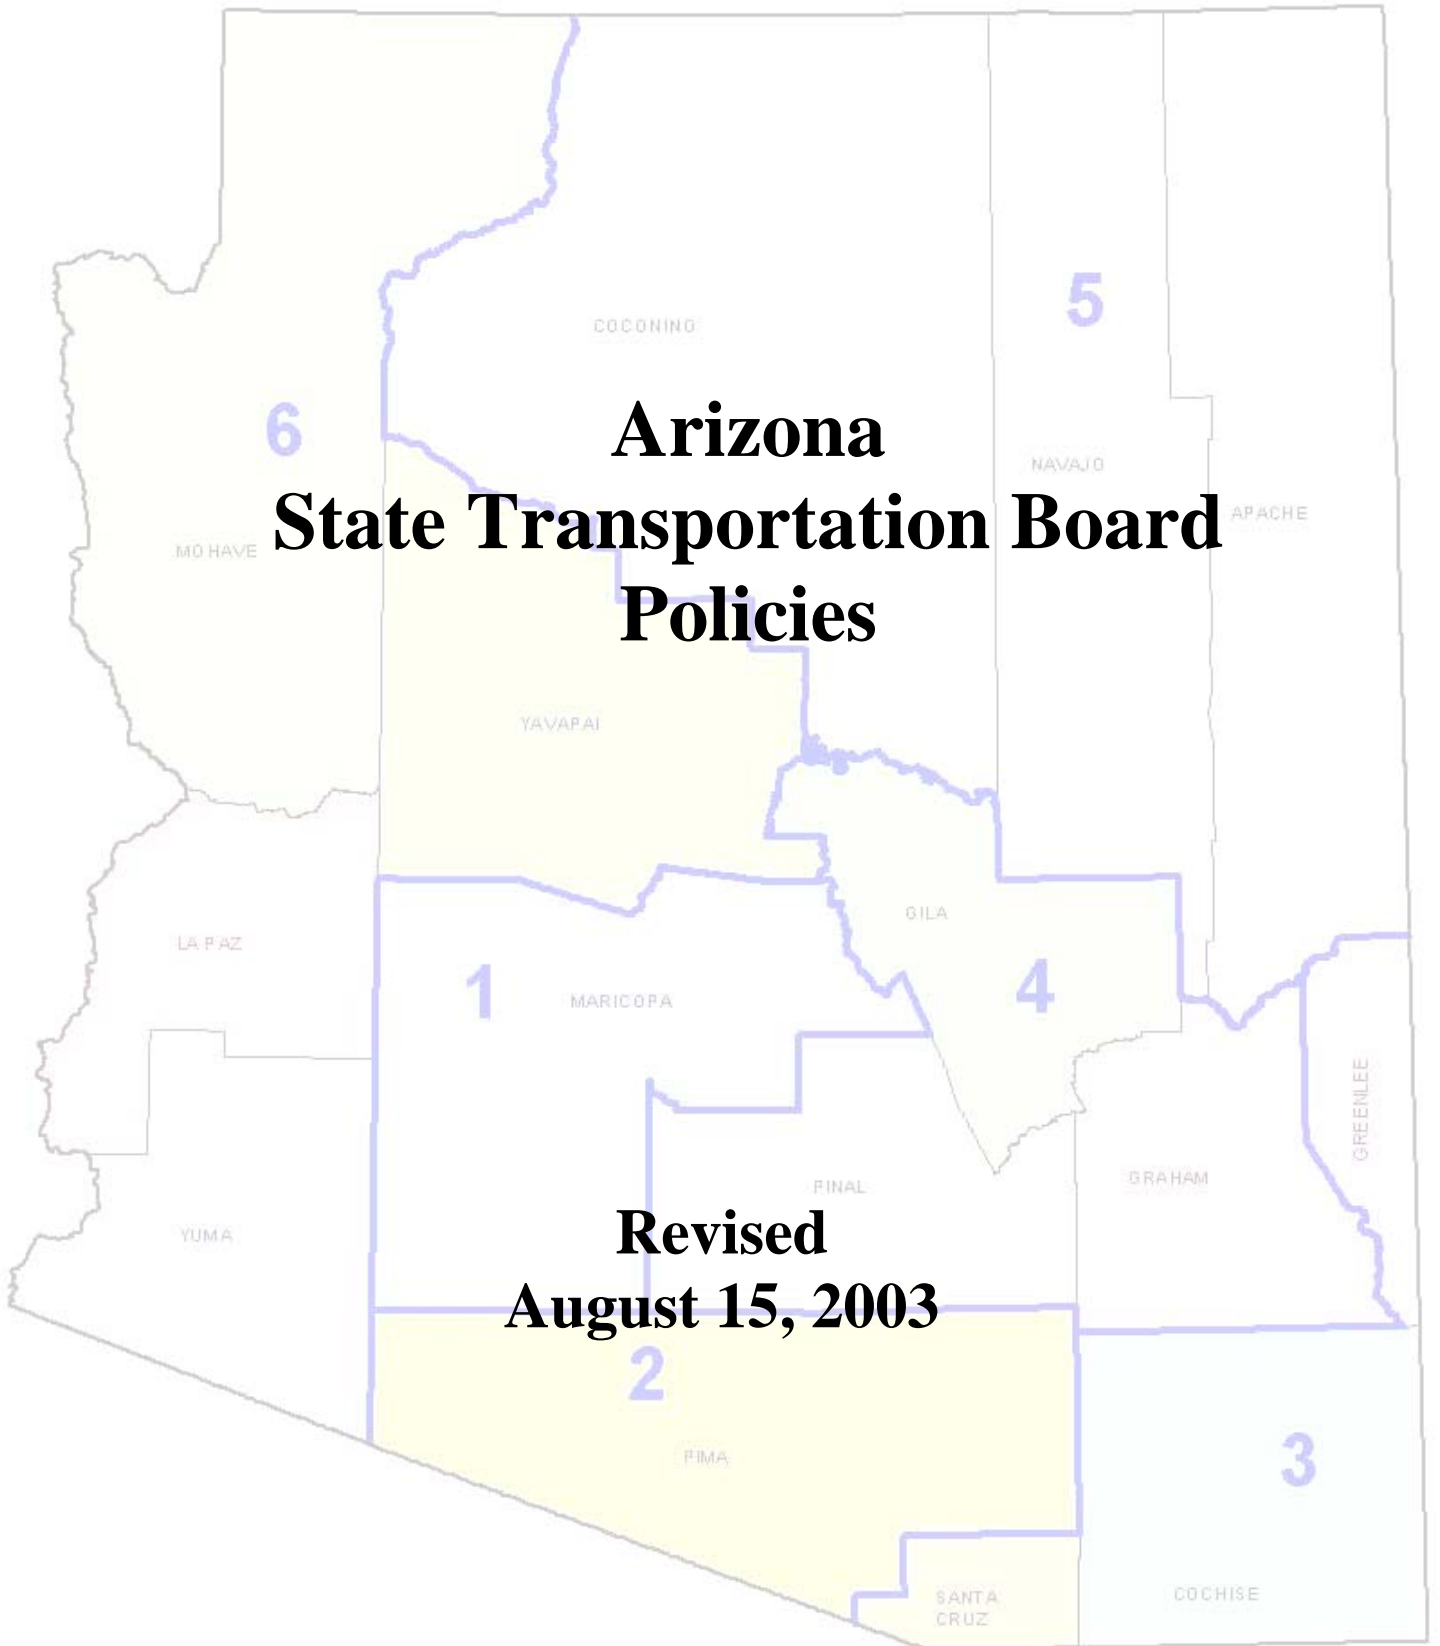 5
COCONINO
6
Arizona
NAVAJO
State Transportation Board
APACHE
MOHAVE
Policies
YAVAPAI
GILA
LA PAZ
1
MARICOPA
4
GREENLEE
GRAHAM
PINAL
YUMA
Revised
August 15, 2003
2
PIMA
3
SANTA
CRUZ
COCHISE